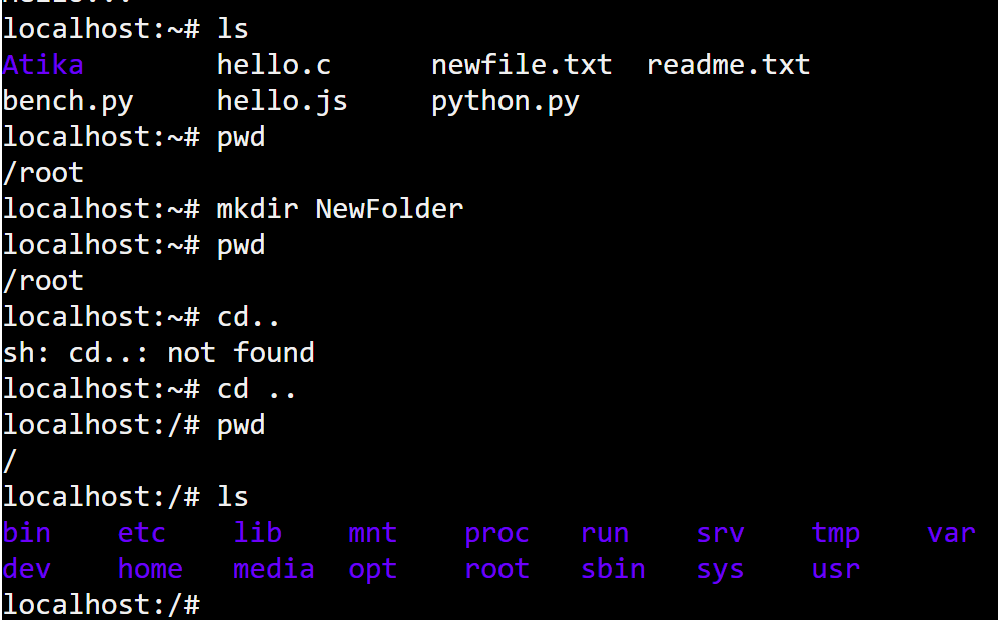 localhost:~# ls
Atika        hello.c      newfile.txt  readme.txt
bench.py     hello.js     python.py
localhost:~# pwd
/root
localhost:~# mkdir NewFolder
localhost:~# pwd
/root
localhost:~# cd..
sh: cd..: not found
localhost:~# cd ..
localhost:/# pwd
/
localhost:/# ls
bin    etc    lib    mnt    proc   run    srv    tmp    var
dev    home   media  opt    root   sbin   sys    usr
localhost:/#